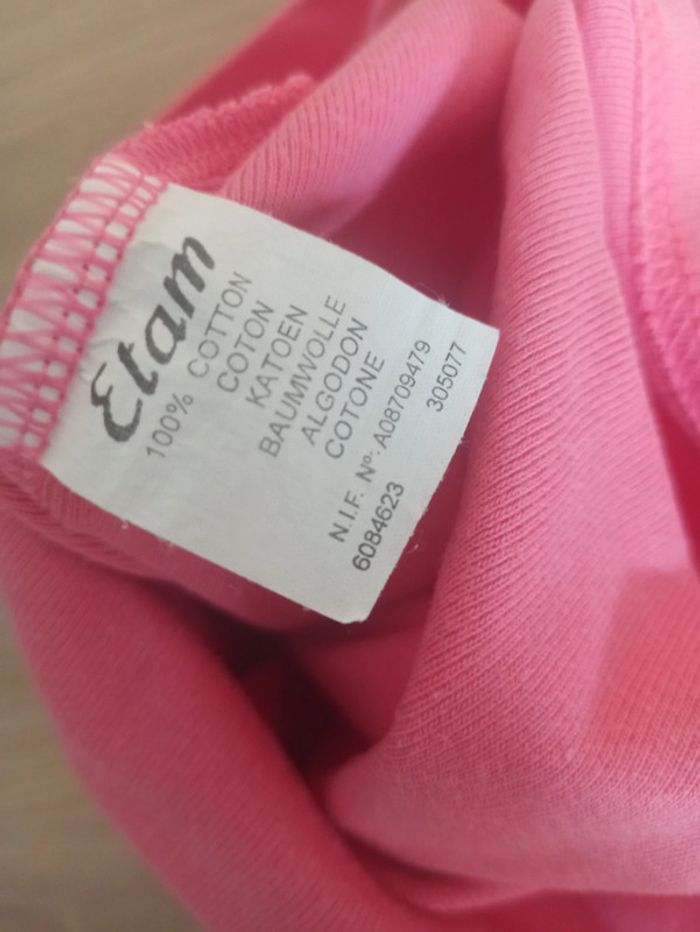 Etam
100% COTTON
COTON
KATOEN
BAUMWOLLE
ALGODON
COTONE
N.I.F. Nº: A08709479
6084623 305077